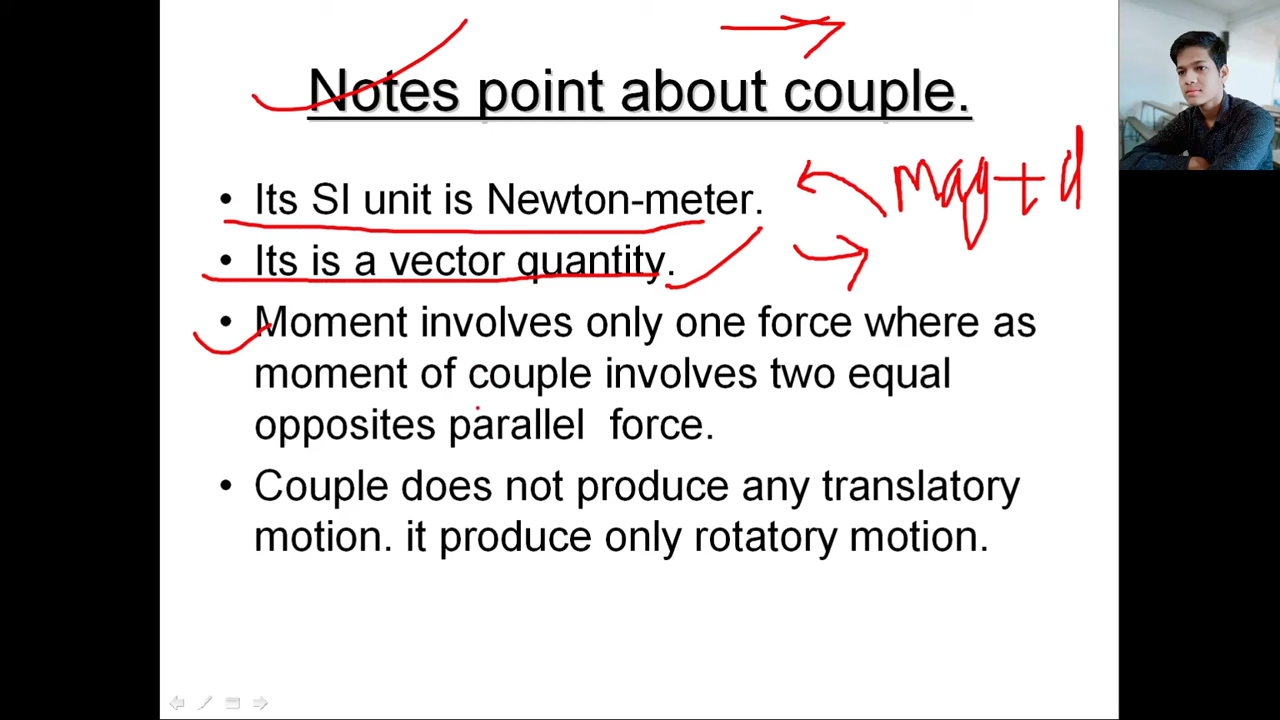 Notes point about couple.
mag+d
• Its SI unit is Newton-meter.
• Its is a vector quantity.
• Moment involves only one force where as
moment of couple involves two equal
opposites parallel force.
• Couple does not produce any translatory
motion. it produce only rotatory motion.